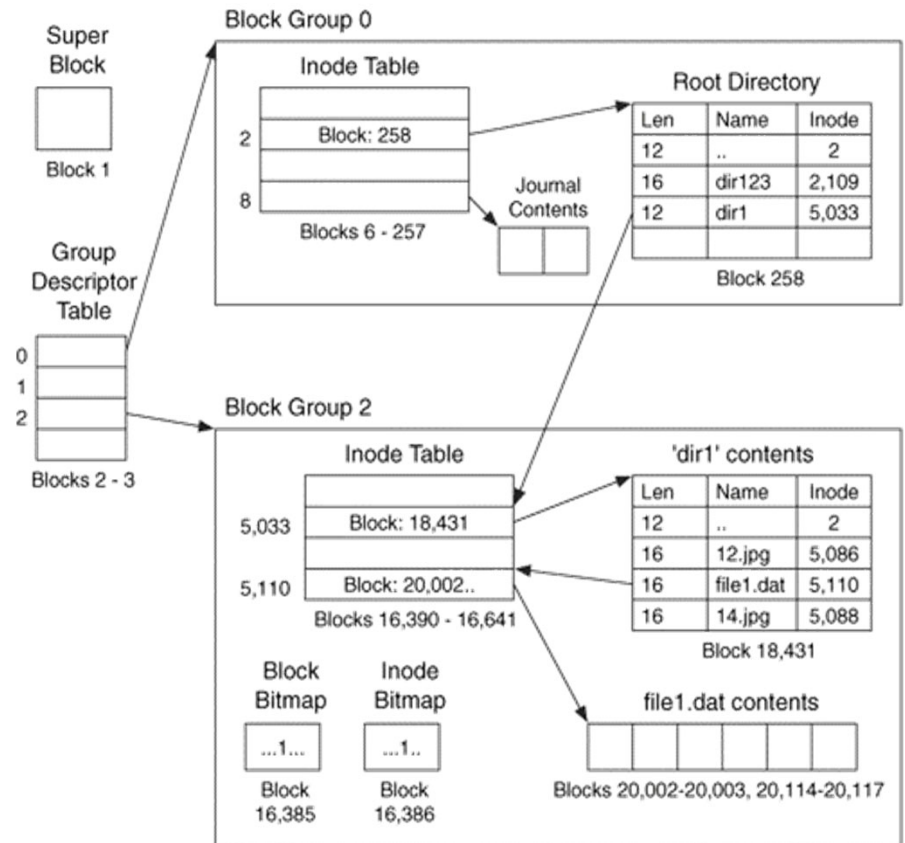 Super
Block
Block 1
Group
Descriptor
Table
0
1
2
Blocks 2 - 3
Block Group 0
Inode Table
2 Block: 258
8
Blocks 6 - 257
Journal
Contents
Root Directory
Len Name Inode
12 .. 2
16 dir123 2,109
12 dir1 5,033
Block 258
Block Group 2
Inode Table
5,033 Block: 18,431
5,110 Block: 20,002..
Blocks 16,390 - 16,641
'dir1' contents
Len Name Inode
12 .. 2
16 12.jpg 5,086
16 file1.dat 5,110
16 14.jpg 5,088
Block 18,431
Block
Bitmap
...1...
Block
16,385
Inode
Bitmap
...1..
Block
16,386
file1.dat contents
Blocks 20,002-20,003, 20,114-20,117